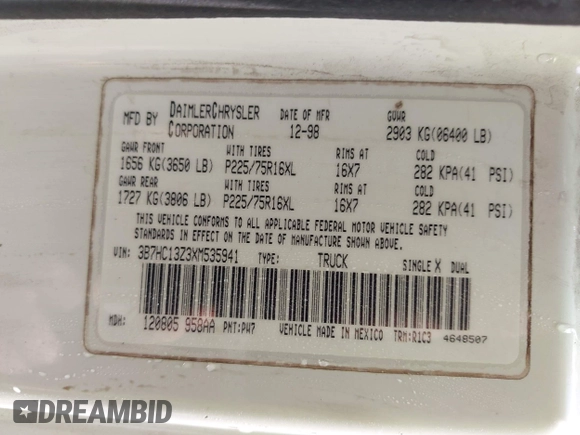 MFD BY DAIMLERCHRYSLER CORPORATION DATE OF MFR 12-98 GVWR 2903 KG(06400 LB)
GAWR FRONT WITH TIRES RIMS AT COLD
1656 KG(3650 LB) P225/75R16XL 16X7 282 KPA(41 PSI)
GAWR REAR WITH TIRES RIMS AT COLD
1727 KG(3806 LB) P225/75R16XL 16X7 282 KPA(41 PSI)
THIS VEHICLE CONFORMS TO ALL APPLICABLE FEDERAL MOTOR VEHICLE SAFETY
STANDARDS IN EFFECT ON THE DATE OF MANUFACTURE SHOWN ABOVE.
VIN: 3B7HC13Z3XM535941 TYPE: TRUCK SINGLE X DUAL
MDH: 120805 958AA PNT:PW7 VEHICLE MADE IN MEXICO TRM:R1C3 4648507
DREAMBID